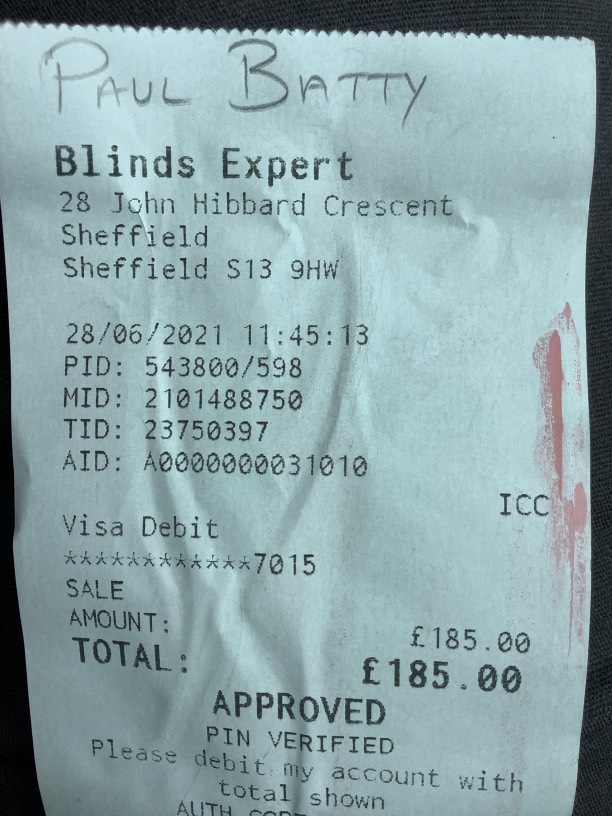 PAUL BATTY
Blinds Expert
28 John Hibbard Crescent
Sheffield
Sheffield S13 9HW
28/06/2021 11:45:13
PID: 543800/598
MID: 2101488750
TID: 23750397
AID: A0000000031010
ICC
Visa Debit
************7015
SALE
AMOUNT: £185.00
TOTAL: £185.00
APPROVED
PIN VERIFIED
Please debit my account with
total shown
AUTH CODE